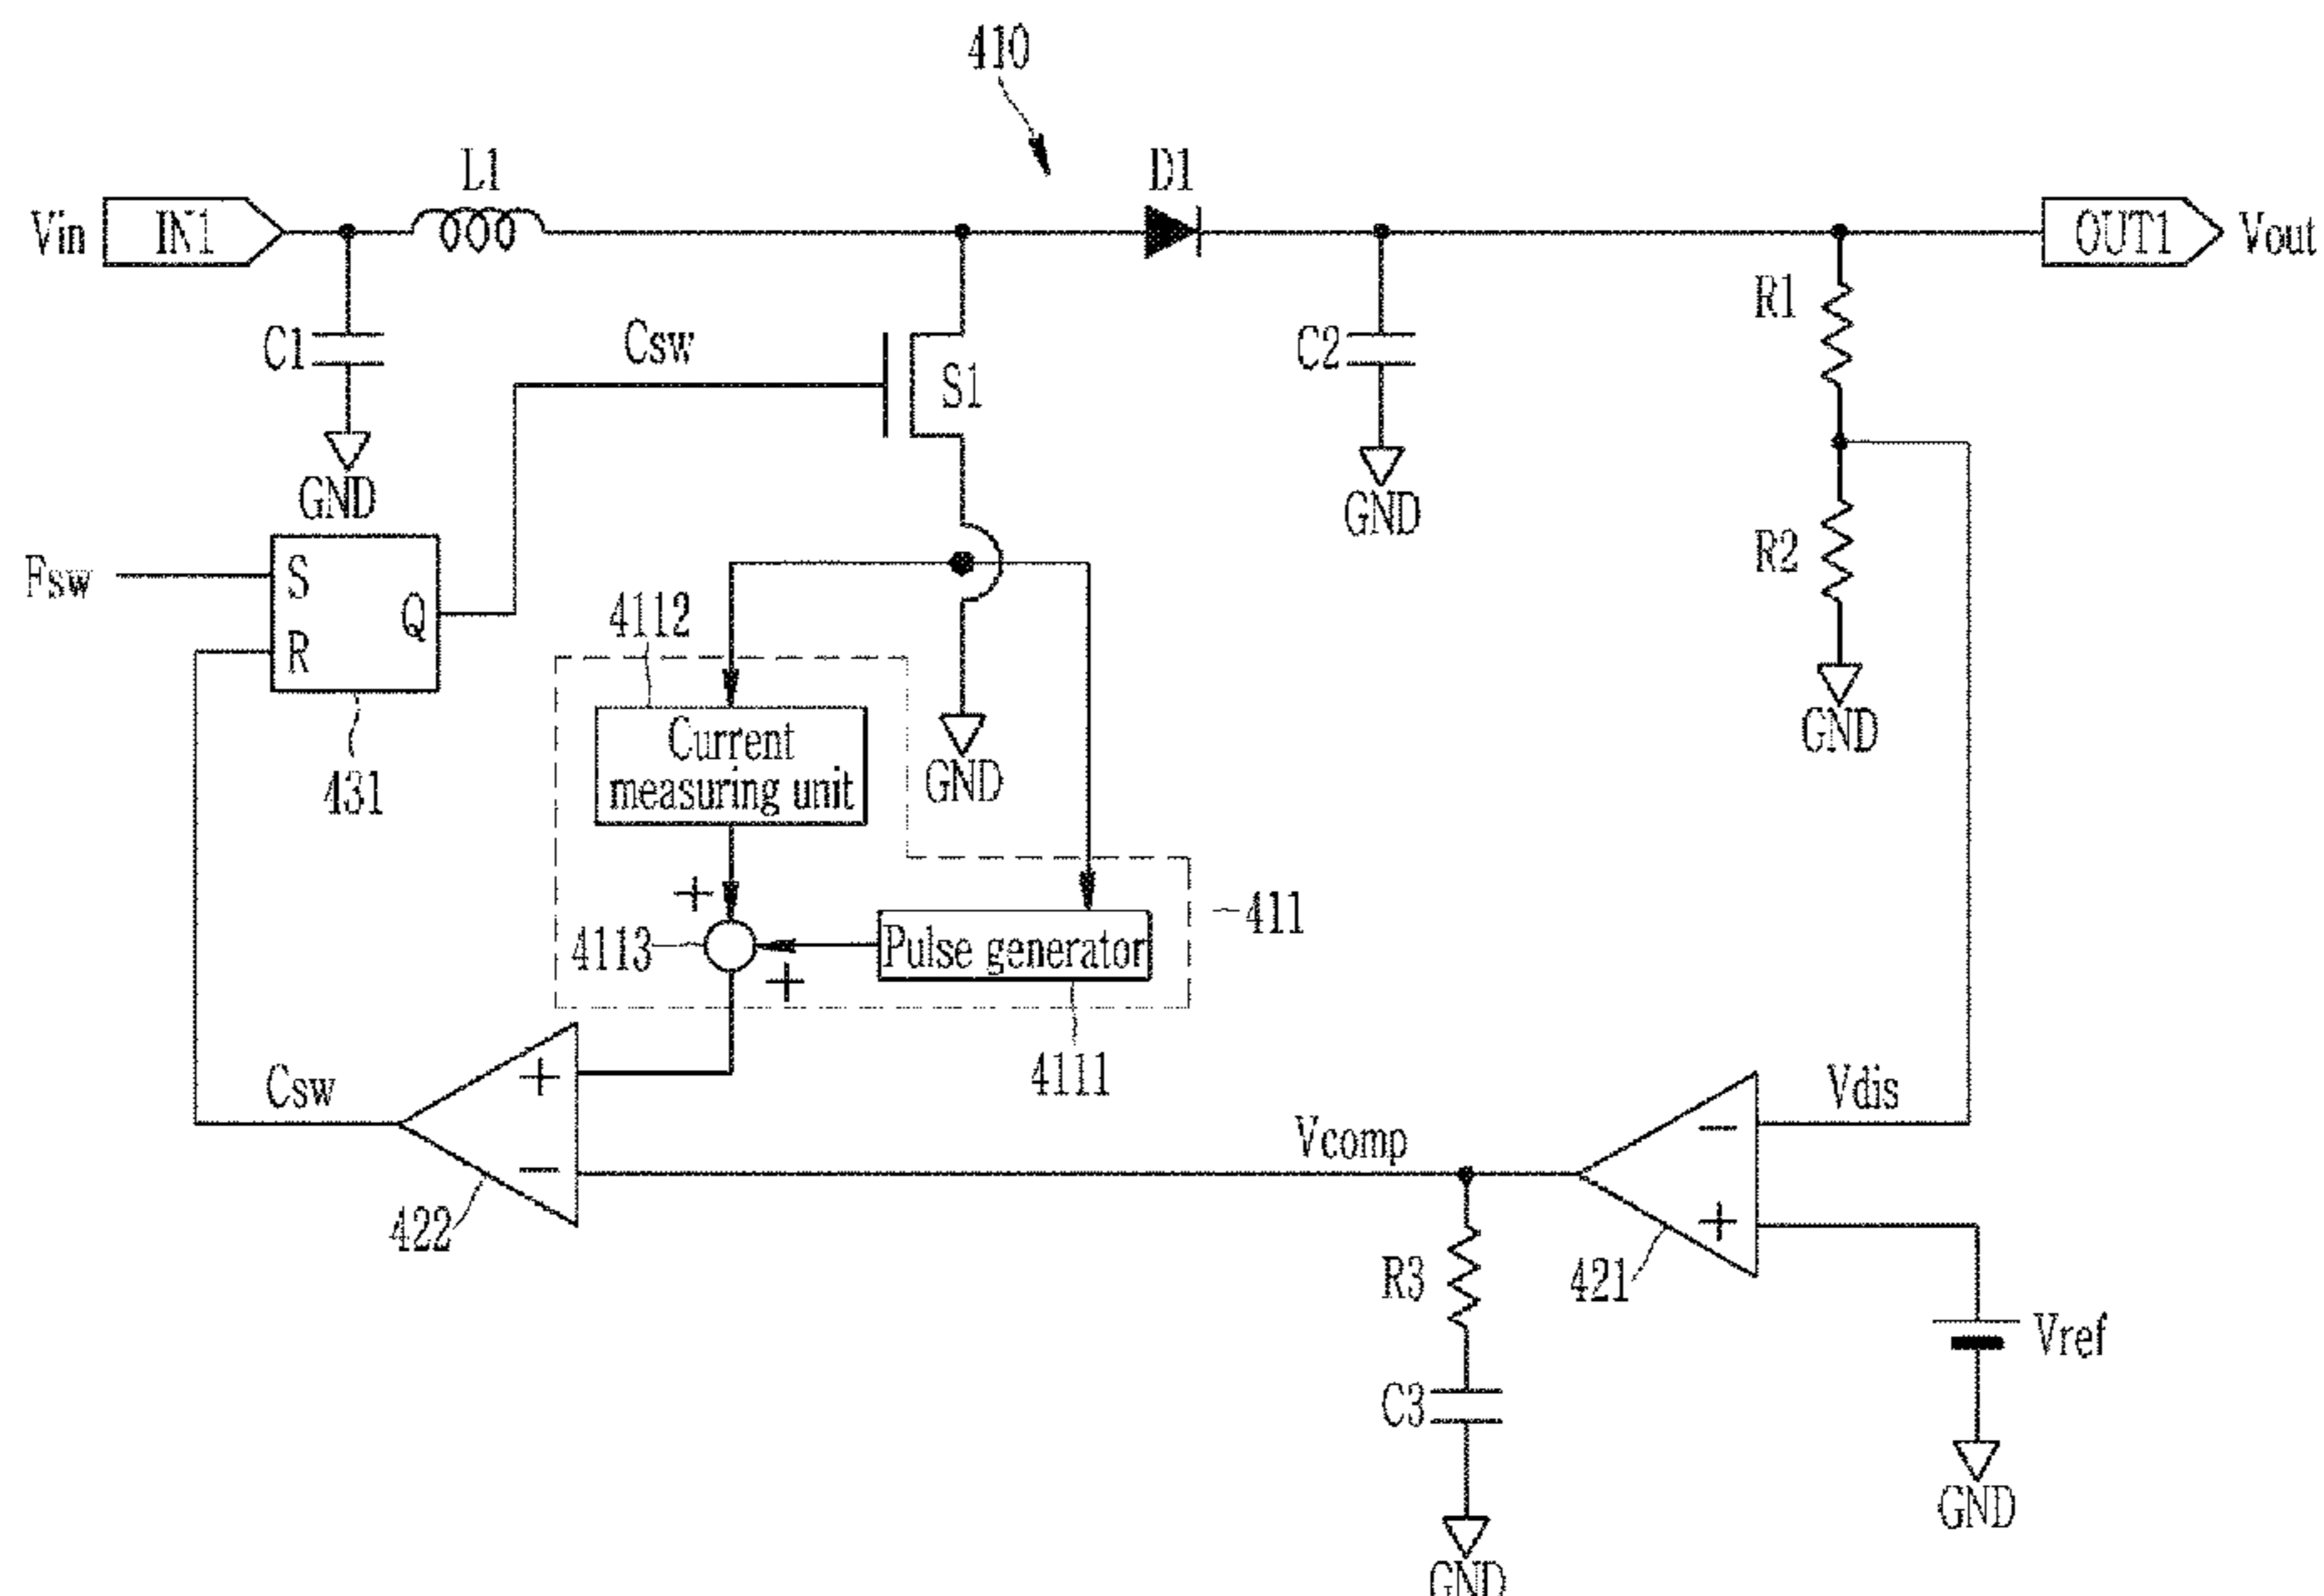 410
L1
D1
Vin
IN1
OUT1
Vout
R1
C1
Csw
S1
C2
GND
GND
Fsw
S
Q
R
R2
4112
431
Current
measuring unit
GND
GND
+
4113
Pulse generator
411
+
4111
Csw
+
−
422
Vcomp
Vdis
−
+
421
R3
Vref
C3
GND
GND